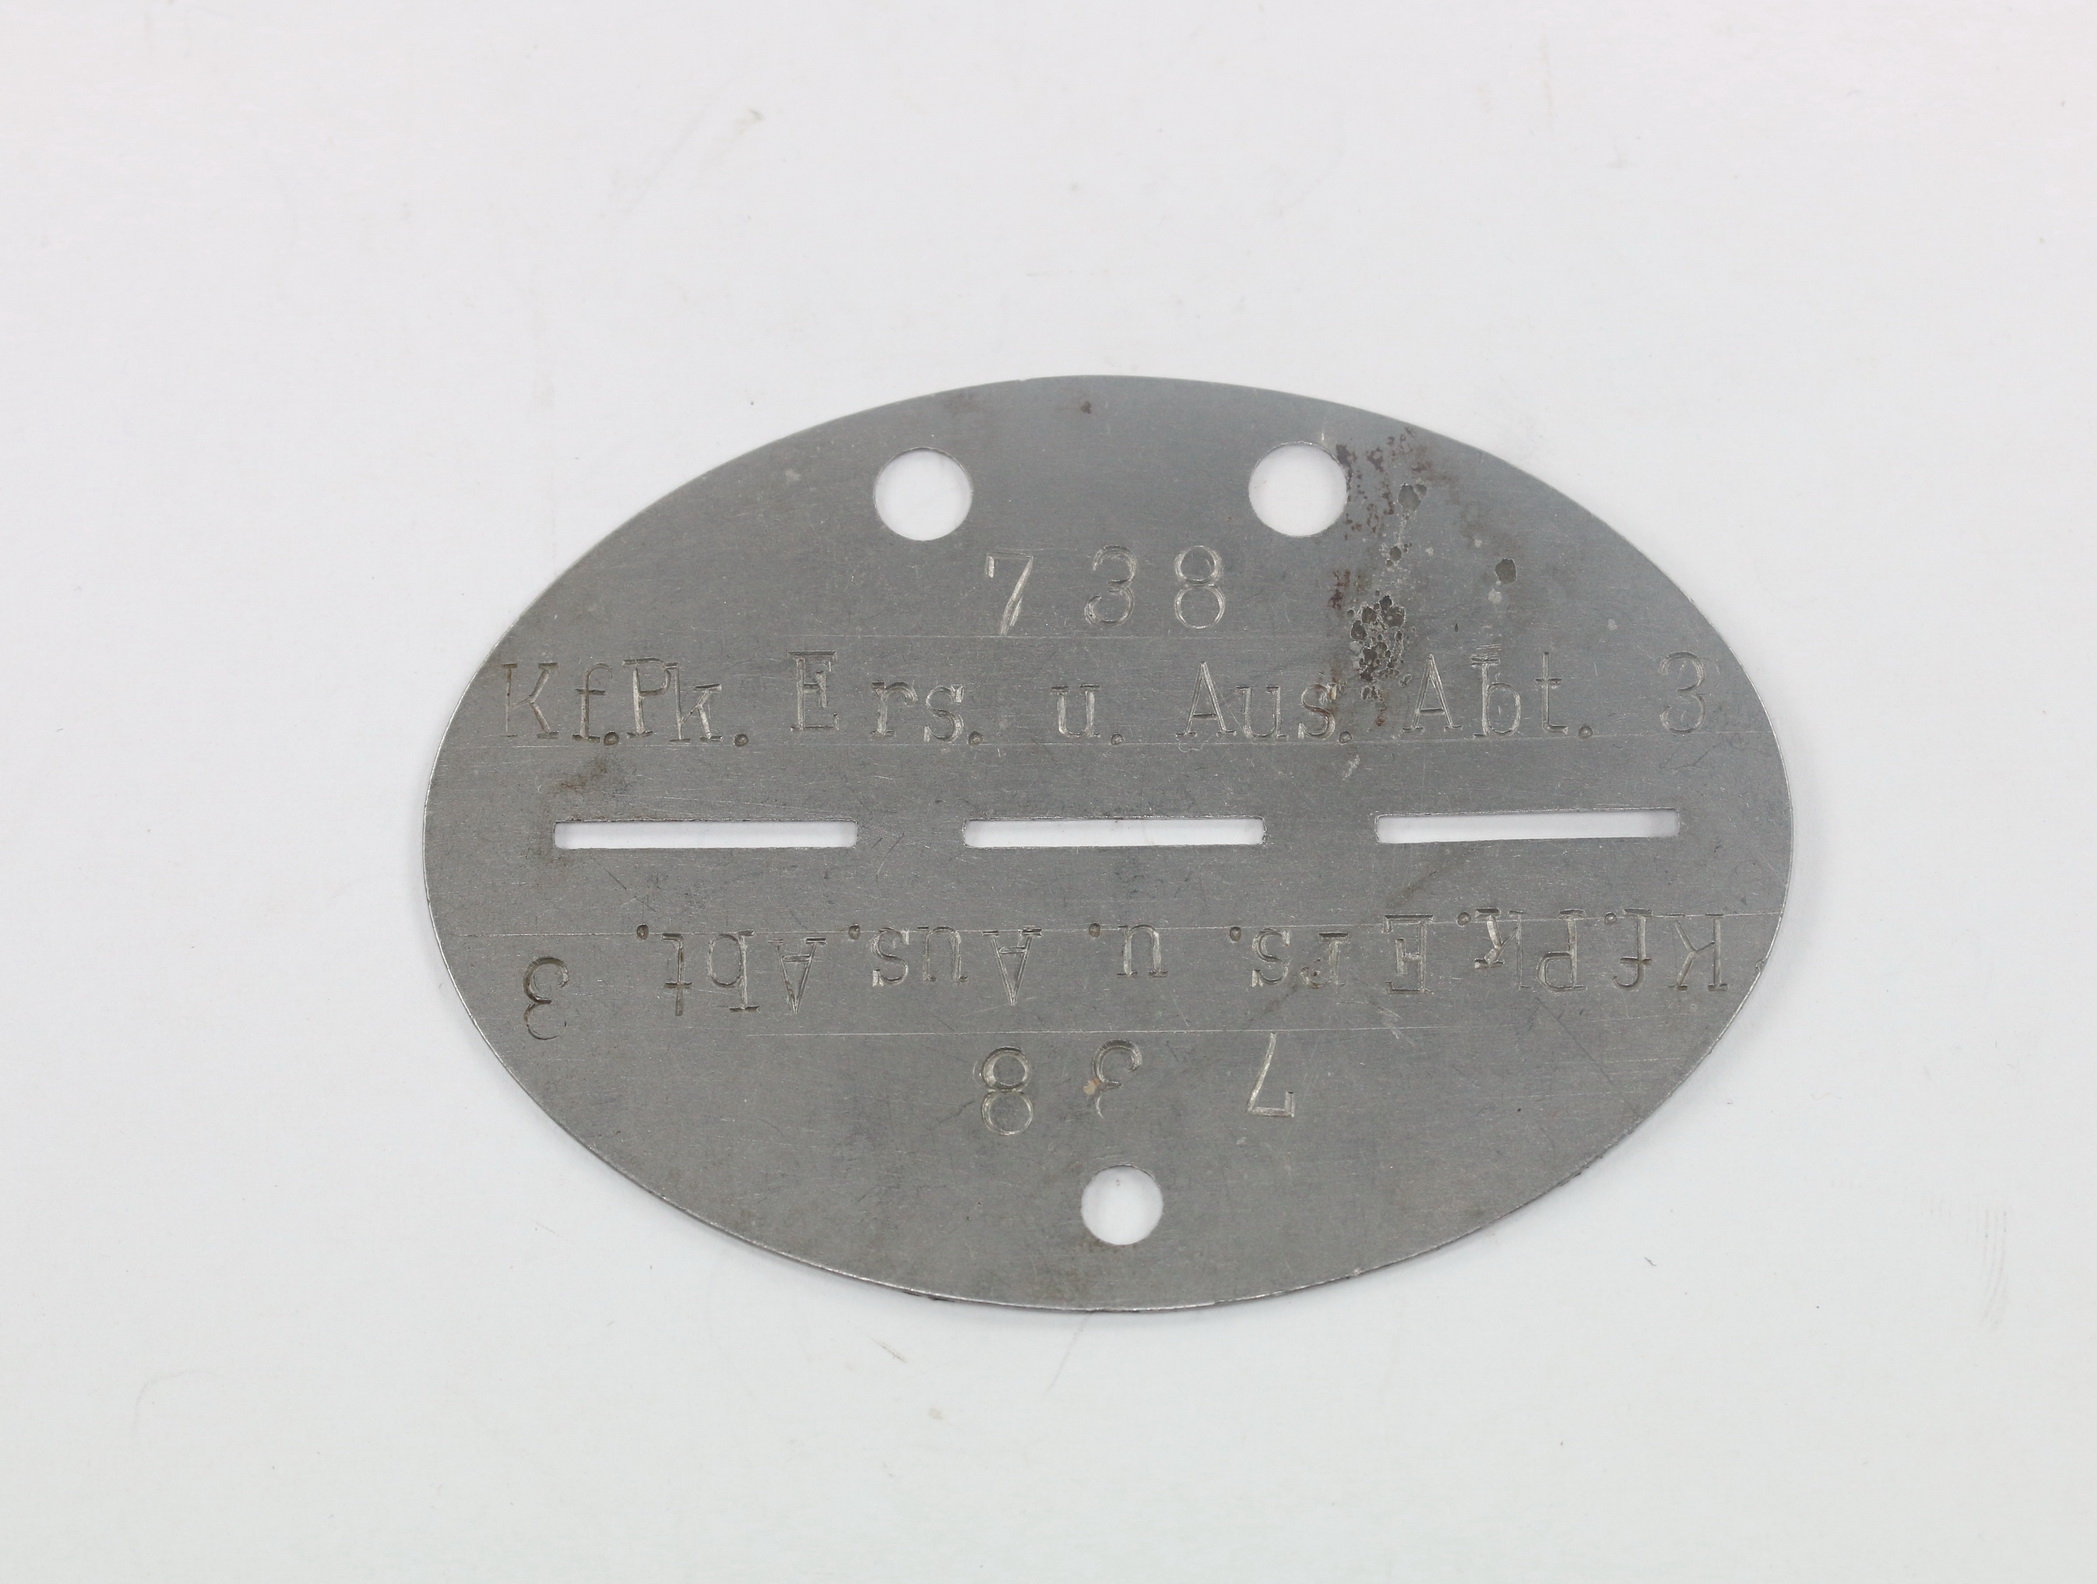 738
Kf.Pk. Ers. u. Aus. Abt. 3
Kf.Pk. Ers. u. Aus. Abt. 3
738